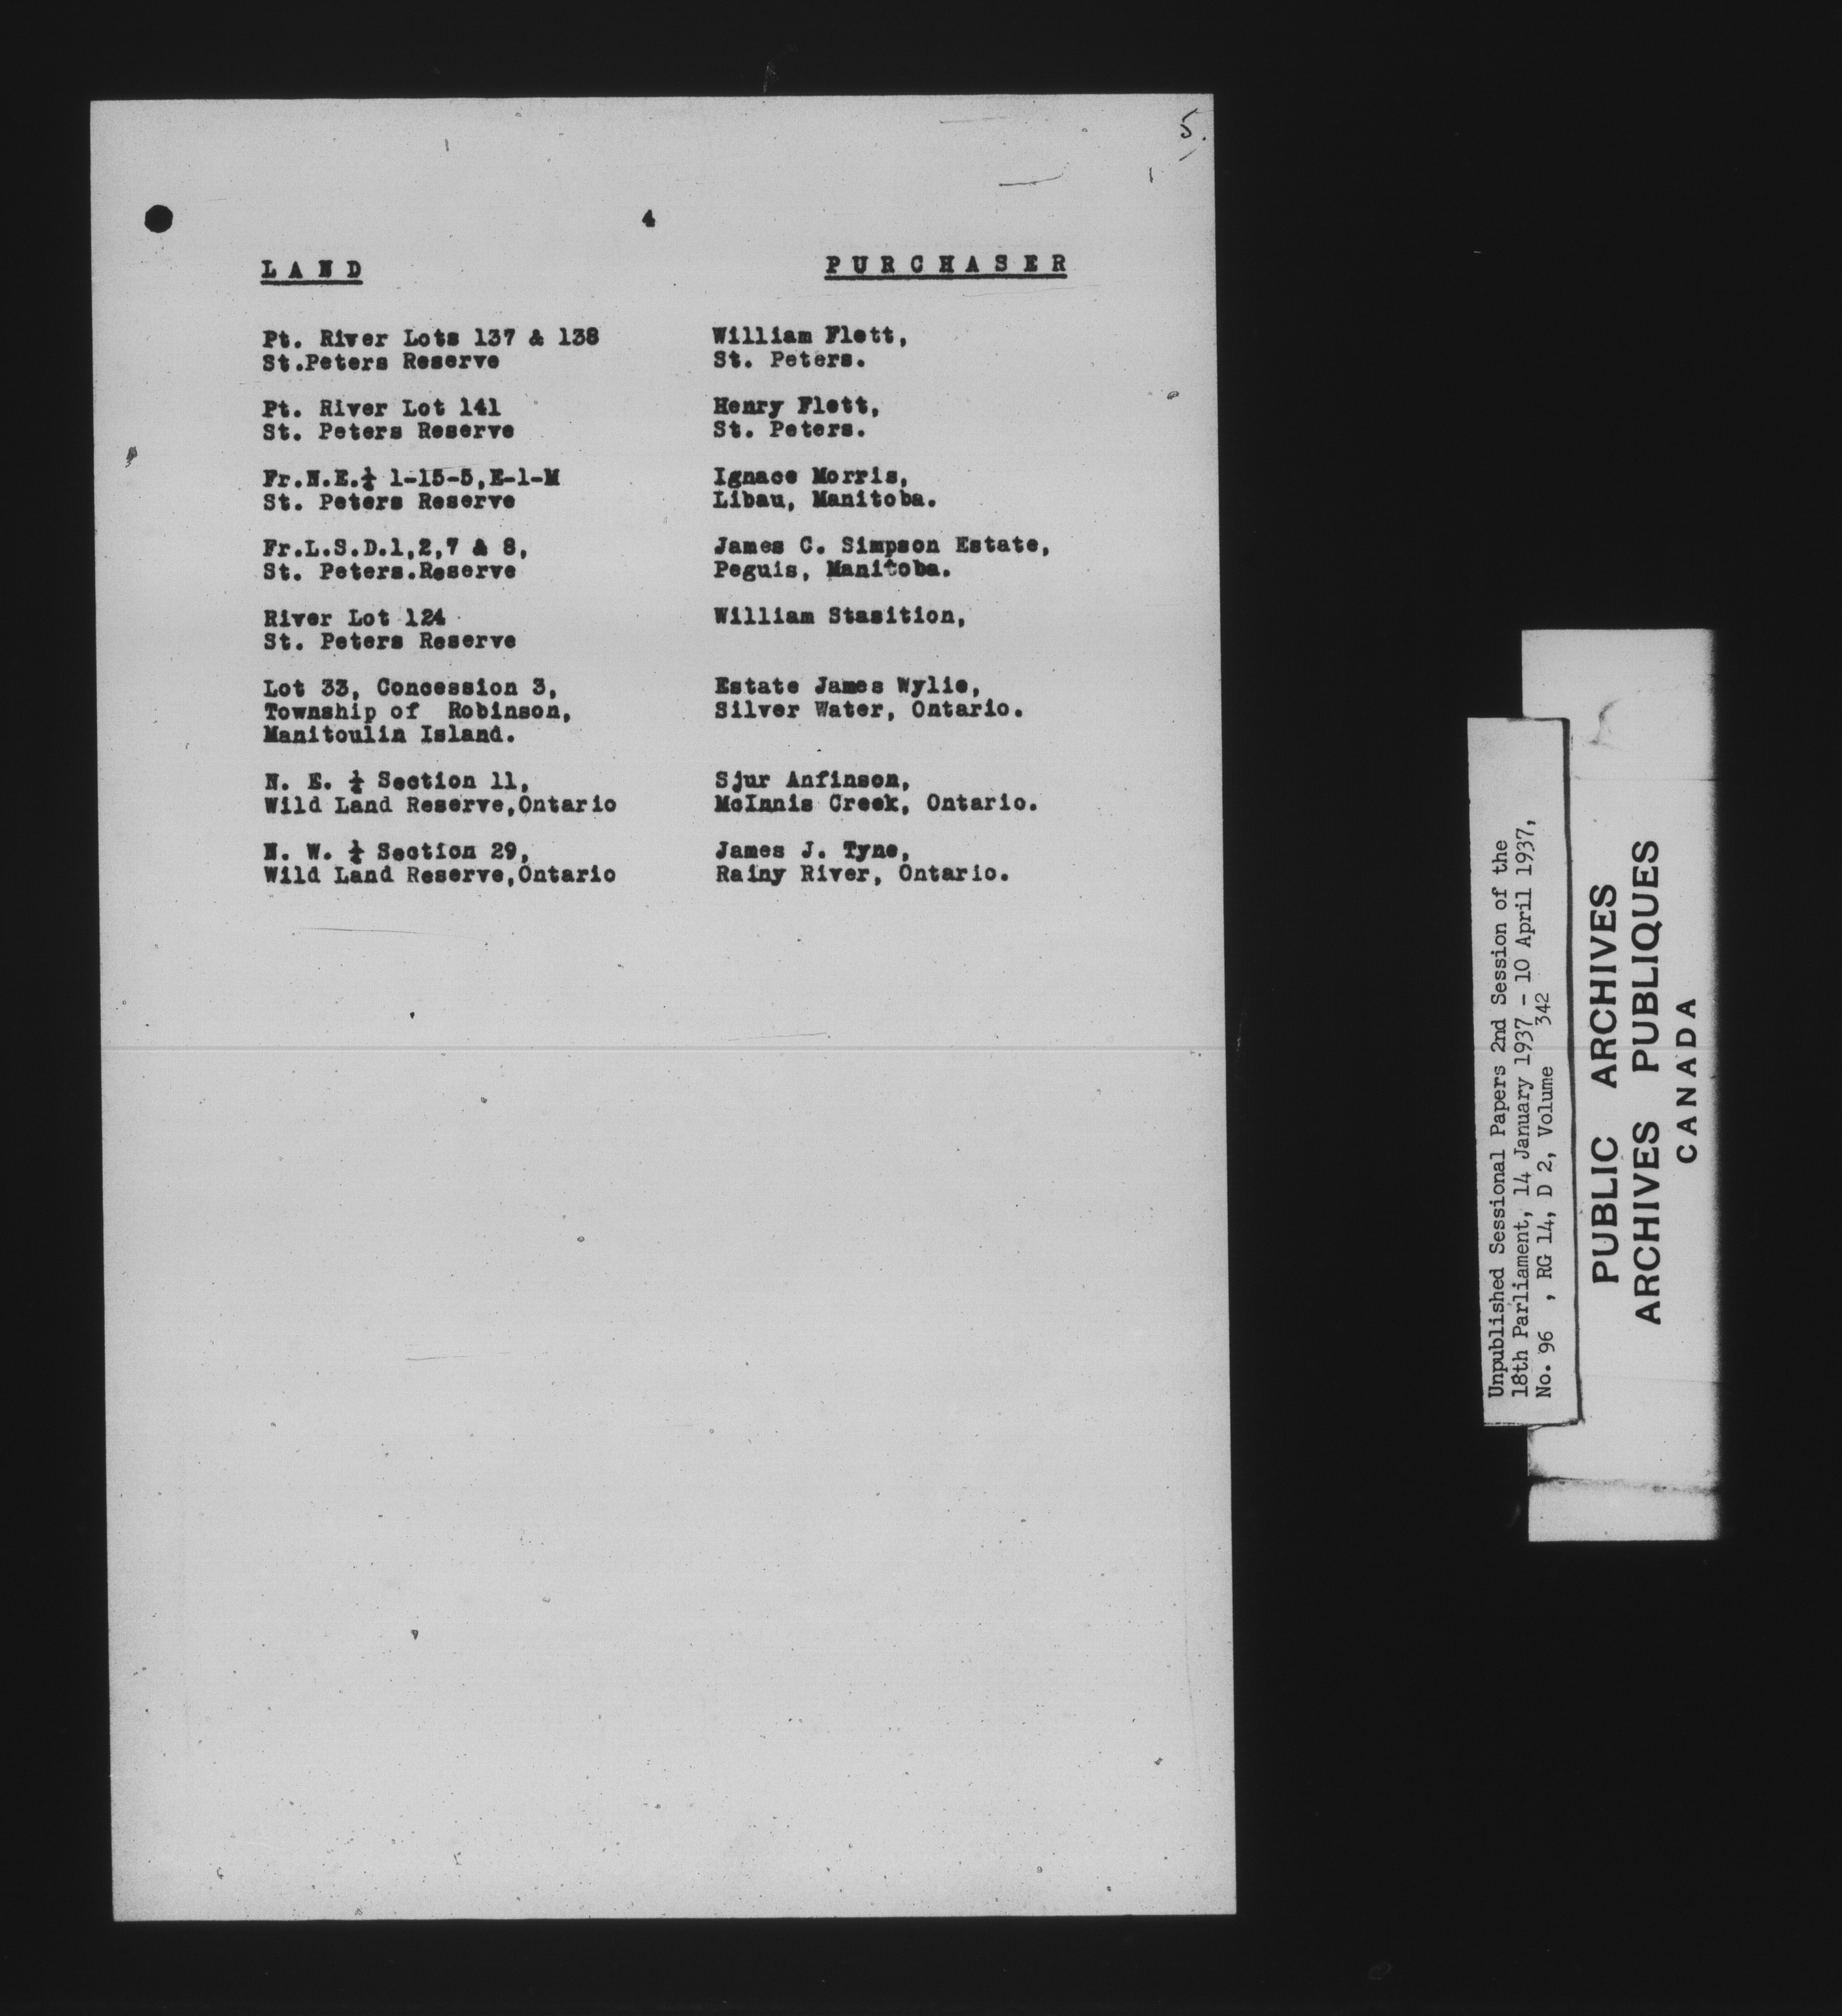 5.
4
LAND PURCHASER
Pt. River Lots 137 & 138 William Flett,
St.Peters Reserve St. Peters.
Pt. River Lot 141 Henry Flett,
St. Peters Reserve St. Peters.
Fr.N.E.¼ 1-15-5,E-1-M Ignace Morris,
St. Peters Reserve Libau, Manitoba.
Fr.L.S.D.1,2,7 & 8, James C. Simpson Estate,
St. Peters.Reserve Peguis, Manitoba.
River Lot 124 William Stasition,
St. Peters Reserve
Lot 33, Concession 3, Estate James Wylie,
Township of Robinson, Silver Water, Ontario.
Manitoulin Island.
N. E. ¼ Section 11, Sjur Anfinson,
Wild Land Reserve,Ontario McInnis Creek, Ontario.
N. W. ¼ Section 29, James J. Tyne,
Wild Land Reserve,Ontario Rainy River, Ontario.
Unpublished Sessional Papers 2nd Session of the
18th Parliament, 14 January 1937 - 10 April 1937,
No. 96 , RG 14, D 2, Volume 342
PUBLIC ARCHIVES
ARCHIVES PUBLIQUES
CANADA